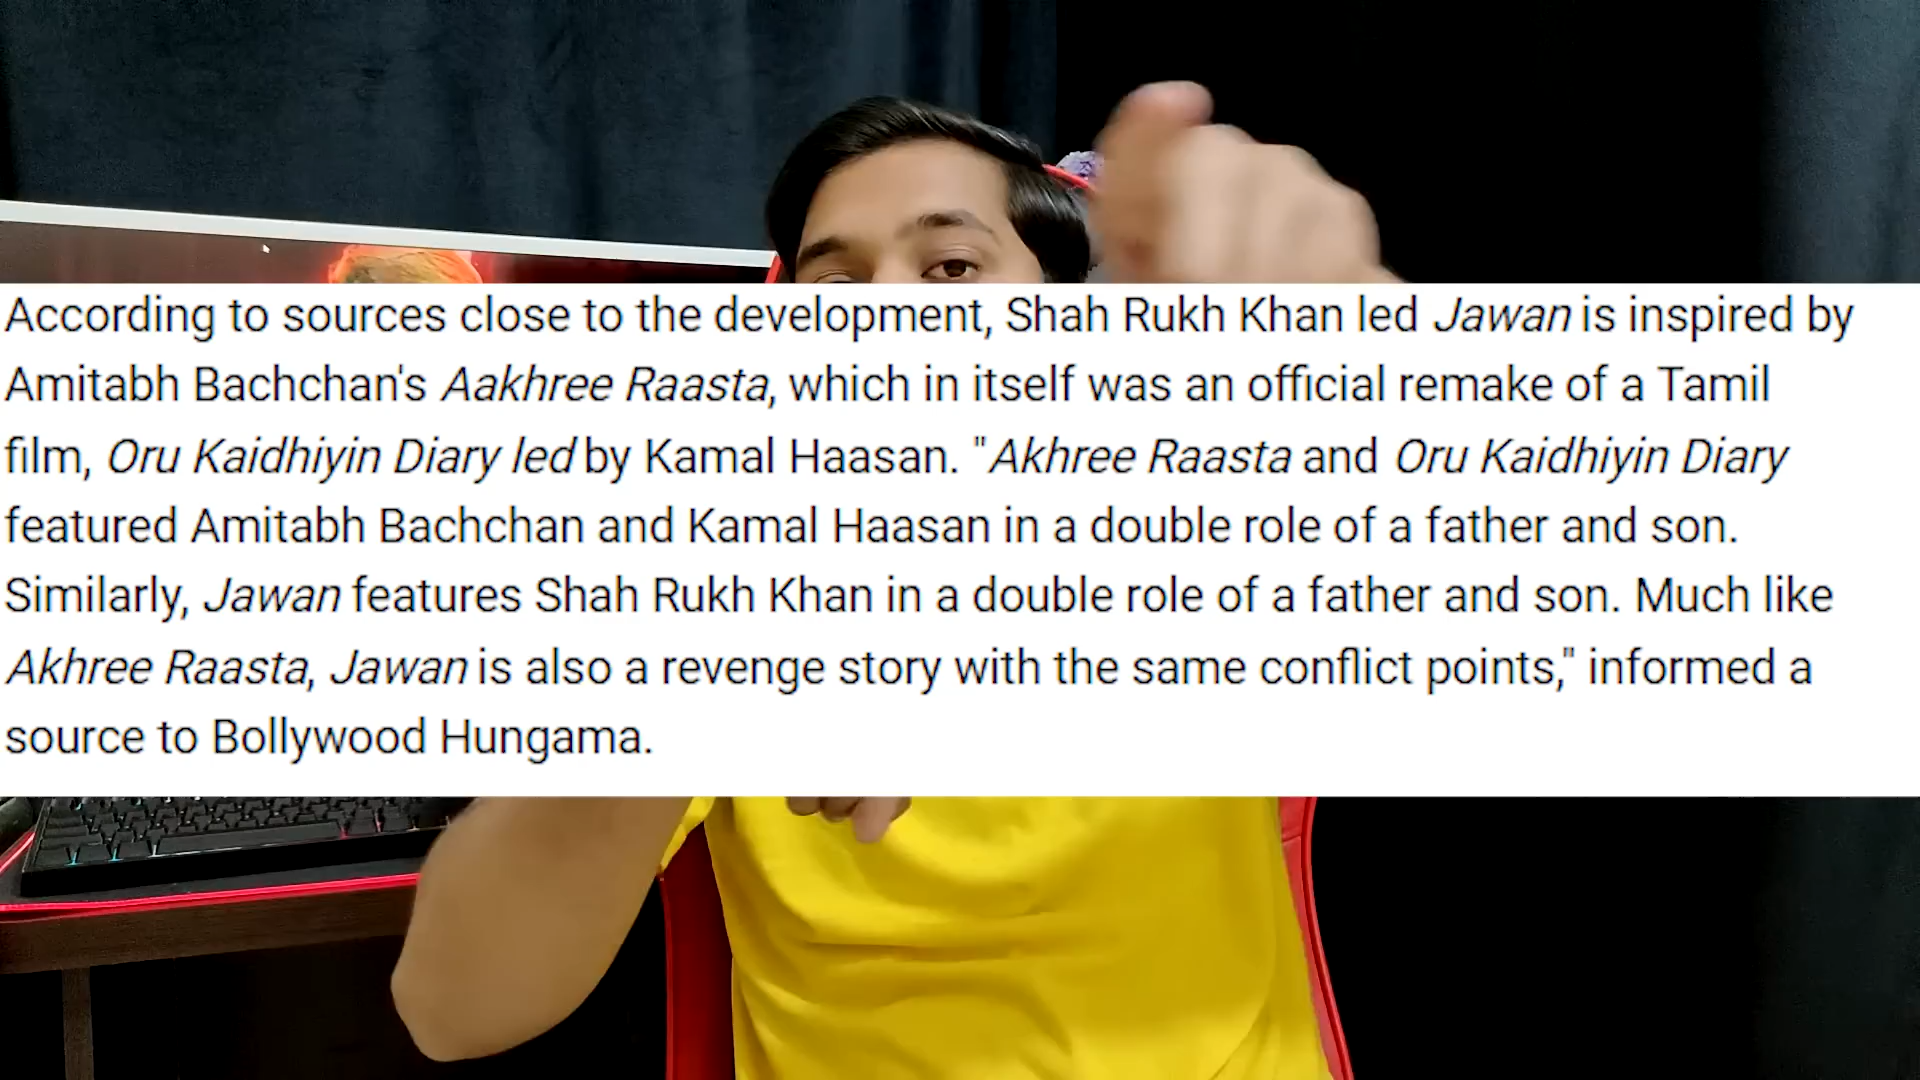 According to sources close to the development, Shah Rukh Khan led Jawan is inspired by
Amitabh Bachchan's Aakhree Raasta, which in itself was an official remake of a Tamil
film, Oru Kaidhiyin Diary led by Kamal Haasan. "Akhree Raasta and Oru Kaidhiyin Diary
featured Amitabh Bachchan and Kamal Haasan in a double role of a father and son.
Similarly, Jawan features Shah Rukh Khan in a double role of a father and son. Much like
Akhree Raasta, Jawan is also a revenge story with the same conflict points," informed a
source to Bollywood Hungama.